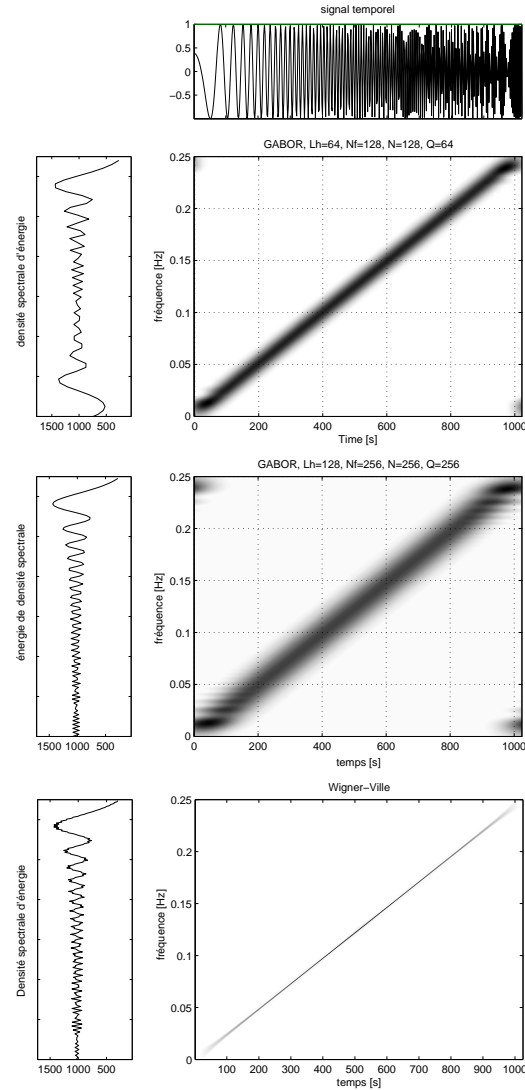 signal temporel
1
0.5
0
−0.5
GABOR, Lh=64, Nf=128, N=128, Q=64
densité spectrale d'énergie
1500 1000 500
fréquence [Hz]
0.25
0.2
0.15
0.1
0.05
0
200 400 600 800 1000
Time [s]
GABOR, Lh=128, Nf=256, N=256, Q=256
énergie de densité spectrale
1500 1000 500
fréquence [Hz]
0.25
0.2
0.15
0.1
0.05
0
0 200 400 600 800 1000
temps [s]
Wigner−Ville
Densité spectrale d'énergie
1500 1000 500
fréquence [Hz]
0.25
0.2
0.15
0.1
0.05
0
100 200 300 400 500 600 700 800 900 1000
temps [s]